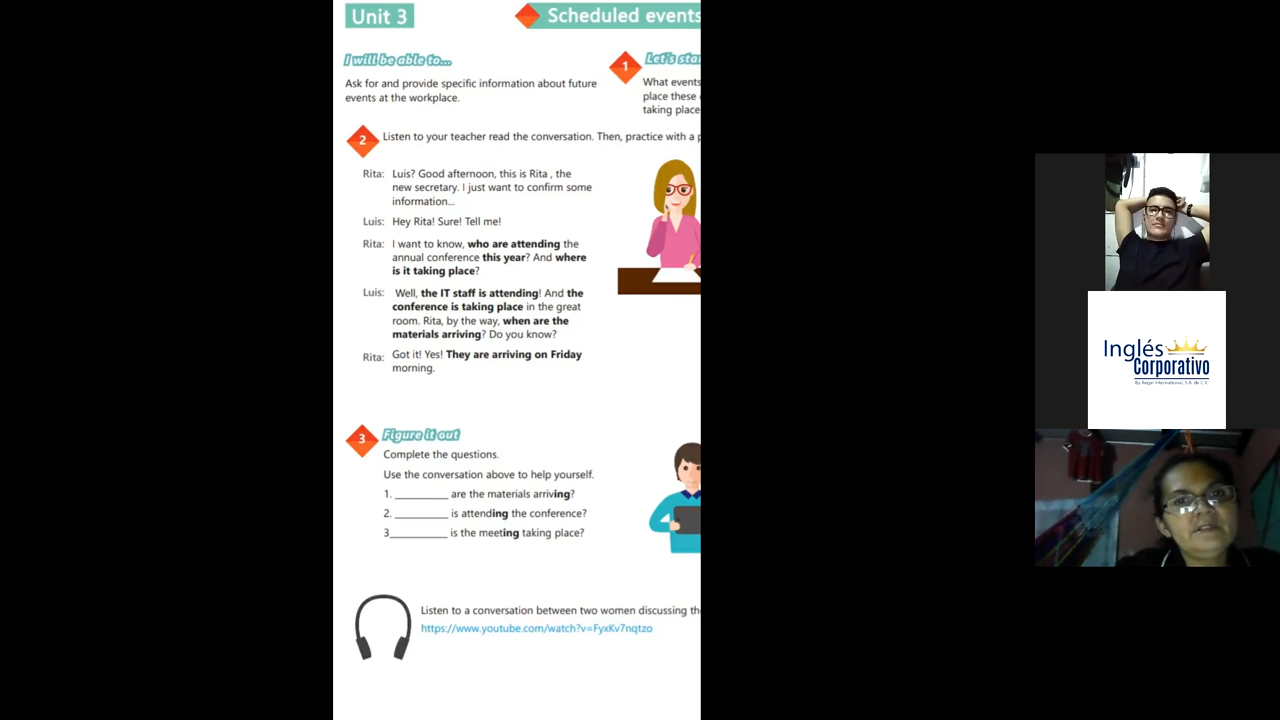 Unit 3
Scheduled events
I will be able to...
Ask for and provide specific information about future
events at the workplace.
1
What events
place these
taking place
2
Listen to your teacher read the conversation. Then, practice with a
Rita: Luis? Good afternoon, this is Rita , the
new secretary. I just want to confirm some
information...
Luis: Hey Rita! Sure! Tell me!
Rita: I want to know, who are attending the
annual conference this year? And where
is it taking place?
Luis: Well, the IT staff is attending! And the
conference is taking place in the great
room. Rita, by the way, when are the
materials arriving? Do you know?
Rita: Got it! Yes! They are arriving on Friday
morning.
3
Figure it out
Complete the questions.
Use the conversation above to help yourself.
1. _________ are the materials arriving?
2. _________ is attending the conference?
3__________ is the meeting taking place?
Listen to a conversation between two women discussing
https://www.youtube.com/watch?v=FyxKv7nqtzo
Inglés
Corporativo
By Regal International, S.A. de C.V.